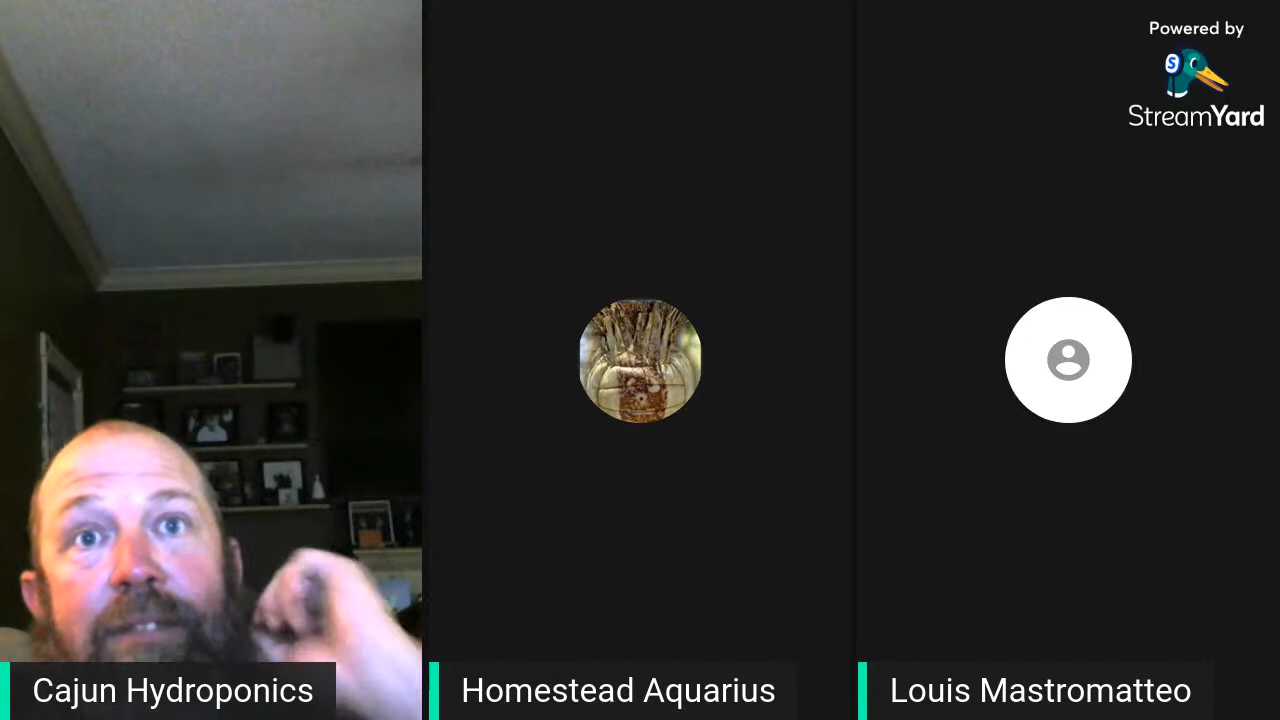 Powered by
StreamYard
Cajun Hydroponics
Homestead Aquarius
Louis Mastromatteo